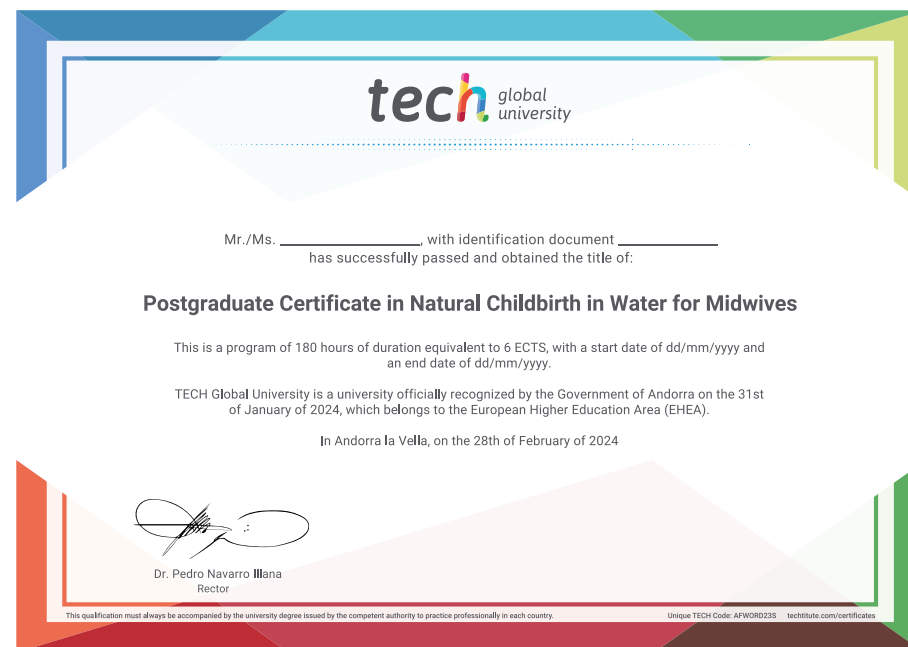 tech global university
Mr./Ms. ____________, with identification document ____________
has successfully passed and obtained the title of:
Postgraduate Certificate in Natural Childbirth in Water for Midwives
This is a program of 180 hours of duration equivalent to 6 ECTS, with a start date of dd/mm/yyyy and
an end date of dd/mm/yyyy.
TECH Global University is a university officially recognized by the Government of Andorra on the 31st
of January of 2024, which belongs to the European Higher Education Area (EHEA).
In Andorra la Vella, on the 28th of February of 2024
Dr. Pedro Navarro Illana
Rector
This qualification must always be accompanied by the university degree issued by the competent authority to practice professionally in each country.
Unique TECH Code: AFWORD23S techtitute.com/certificates